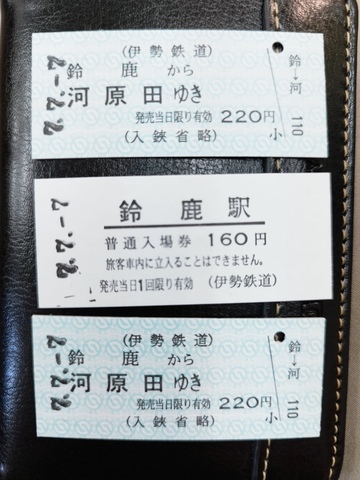 (伊勢鉄道)
鈴鹿から
河原田ゆき
発売当日限り有効 220円
(入鋏省略) 小
鈴→河 110
鈴鹿駅
普通入場券 160円
旅客車内に立入ることはできません。
発売当日1回限り有効 (伊勢鉄道)
(伊勢鉄道)
鈴鹿から
河原田ゆき
発売当日限り有効 220円
(入鋏省略) 小
鈴→河 110